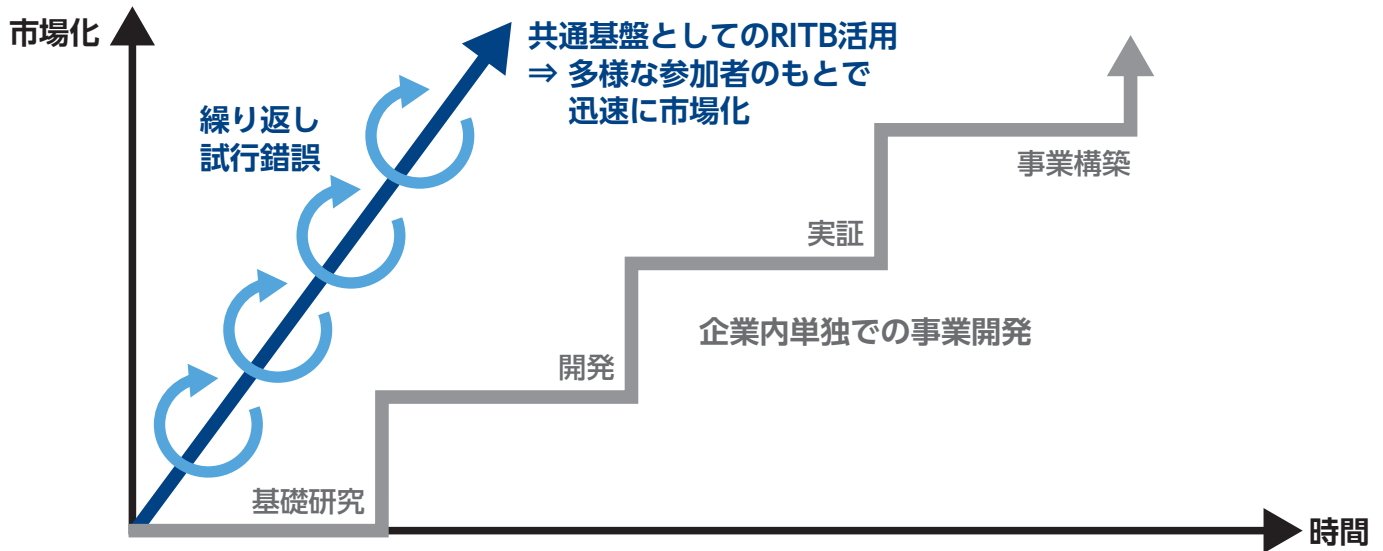 市場化
共通基盤としてのRITB活用
⇒ 多様な参加者のもとで
迅速に市場化
繰り返し
試行錯誤
事業構築
実証
企業内単独での事業開発
開発
基礎研究
時間